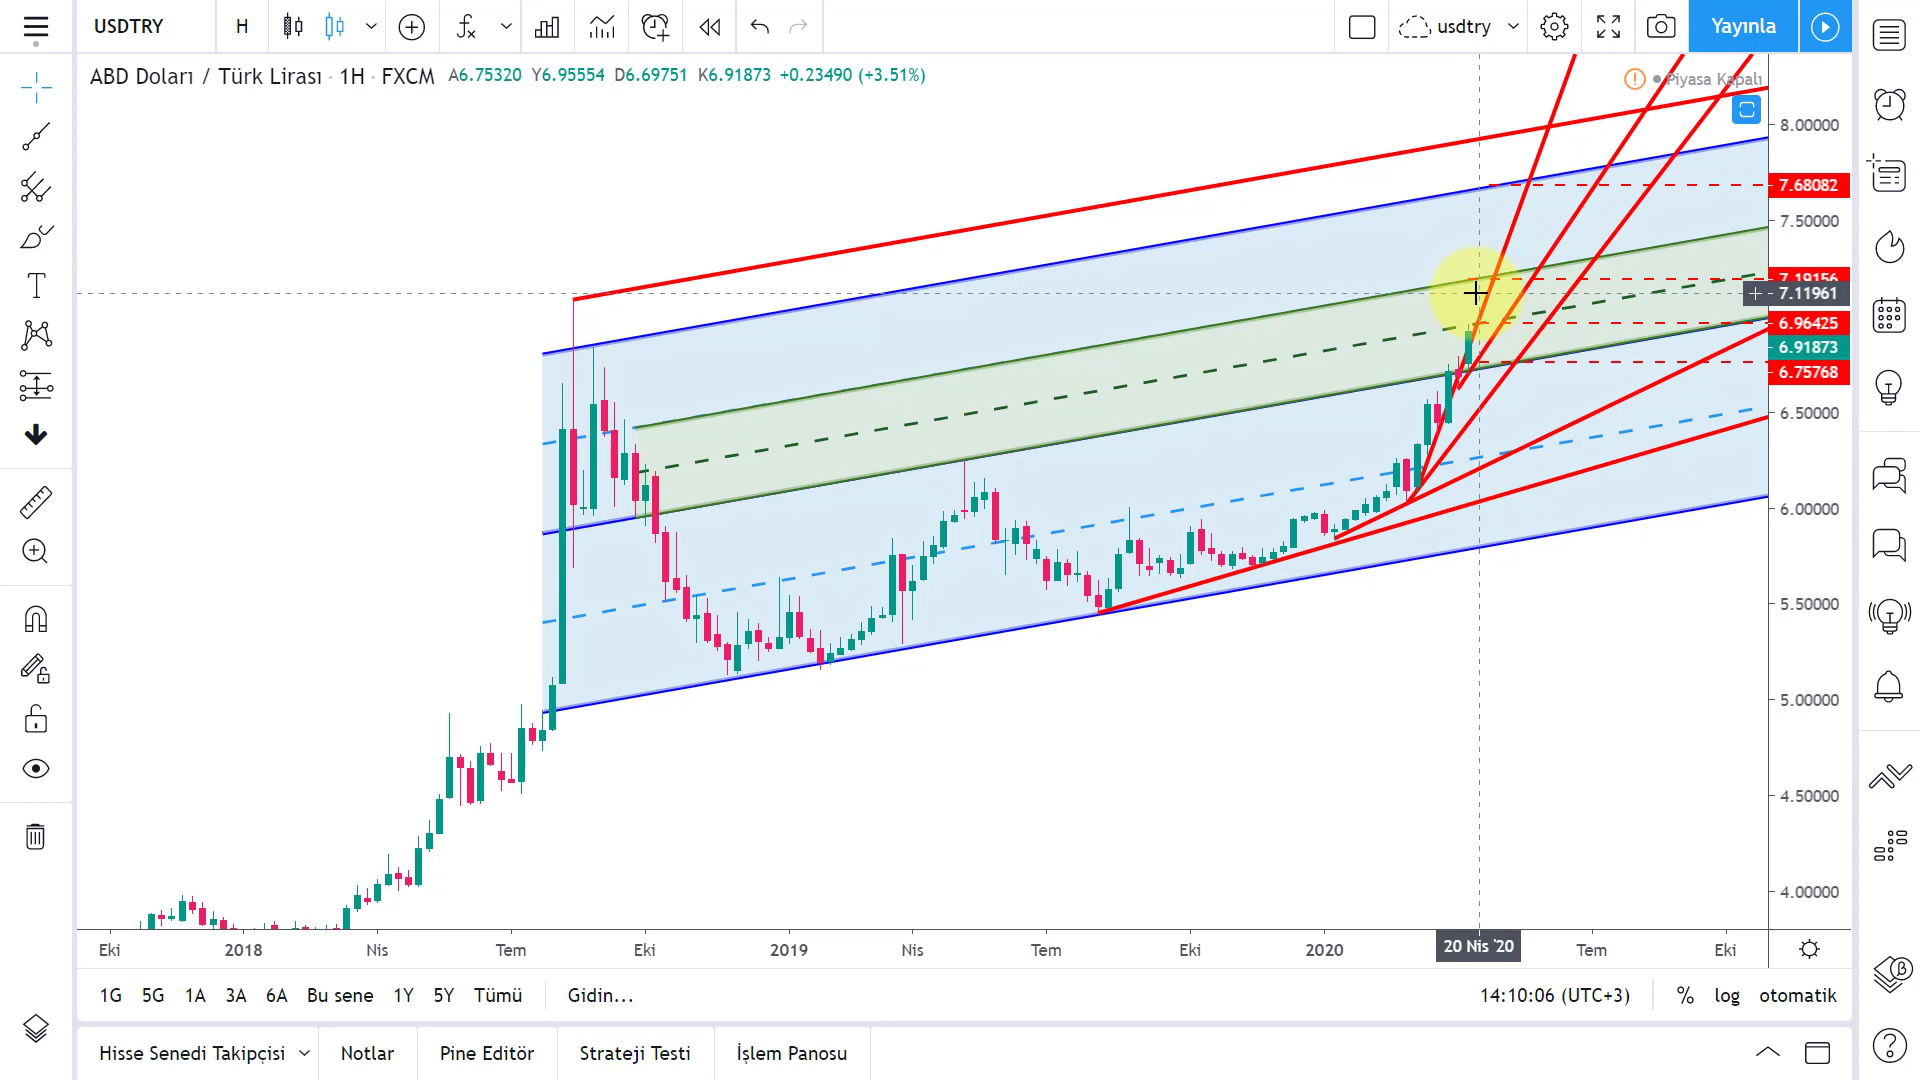 USDTRY
H
usdtry
Yayınla
ABD Doları / Türk Lirası · 1H · FXCM A6.75320 Y6.95554 D6.69751 K6.91873 +0.23490 (+3.51%)
Piyasa Kapalı
8.00000
7.68082
7.50000
7.19156
7.11961
6.96425
6.91873
6.75768
6.50000
6.00000
5.50000
5.00000
4.50000
4.00000
Eki 2018 Nis Tem Eki 2019 Nis Tem Eki 2020 20 Nis '20 Tem Eki
1G 5G 1A 3A 6A Bu sene 1Y 5Y Tümü Gidin... 14:10:06 (UTC+3) % log otomatik
Hisse Senedi Takipçisi Notlar Pine Editör Strateji Testi İşlem Panosu